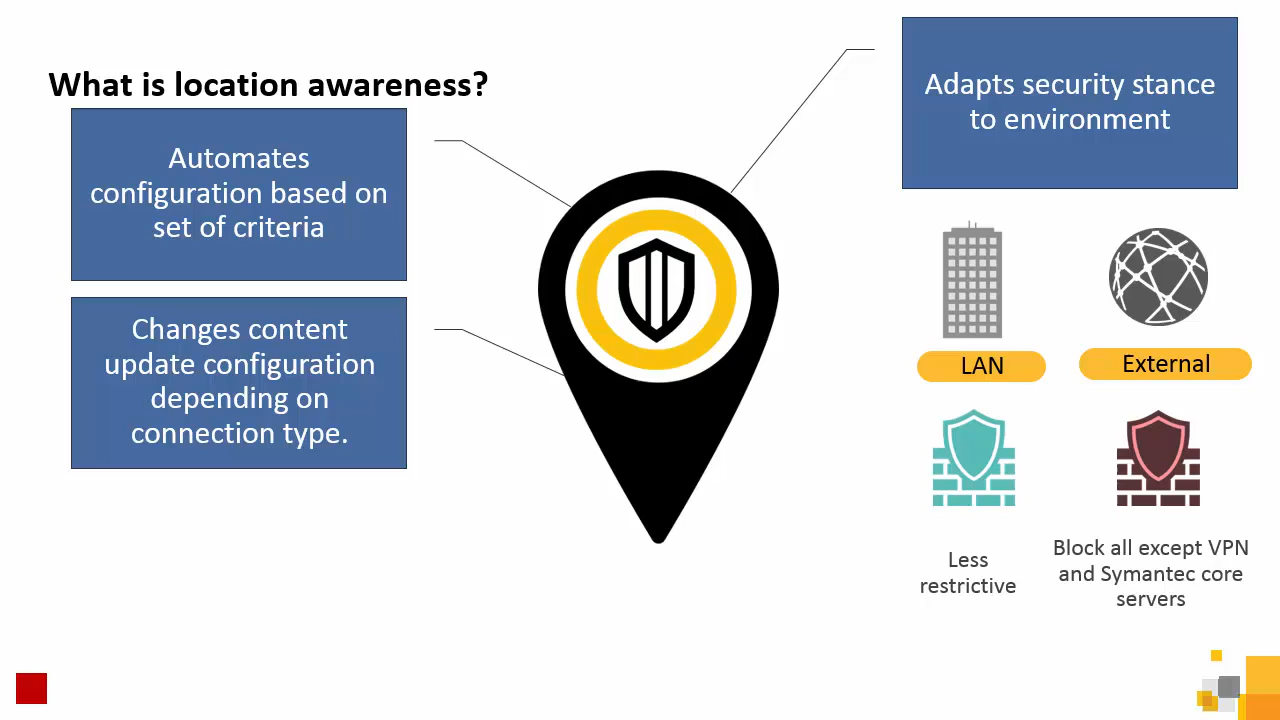 What is location awareness?
Automates
configuration based on
set of criteria
Changes content
update configuration
depending on
connection type.
Adapts security stance
to environment
LAN
External
Less
restrictive
Block all except VPN
and Symantec core
servers